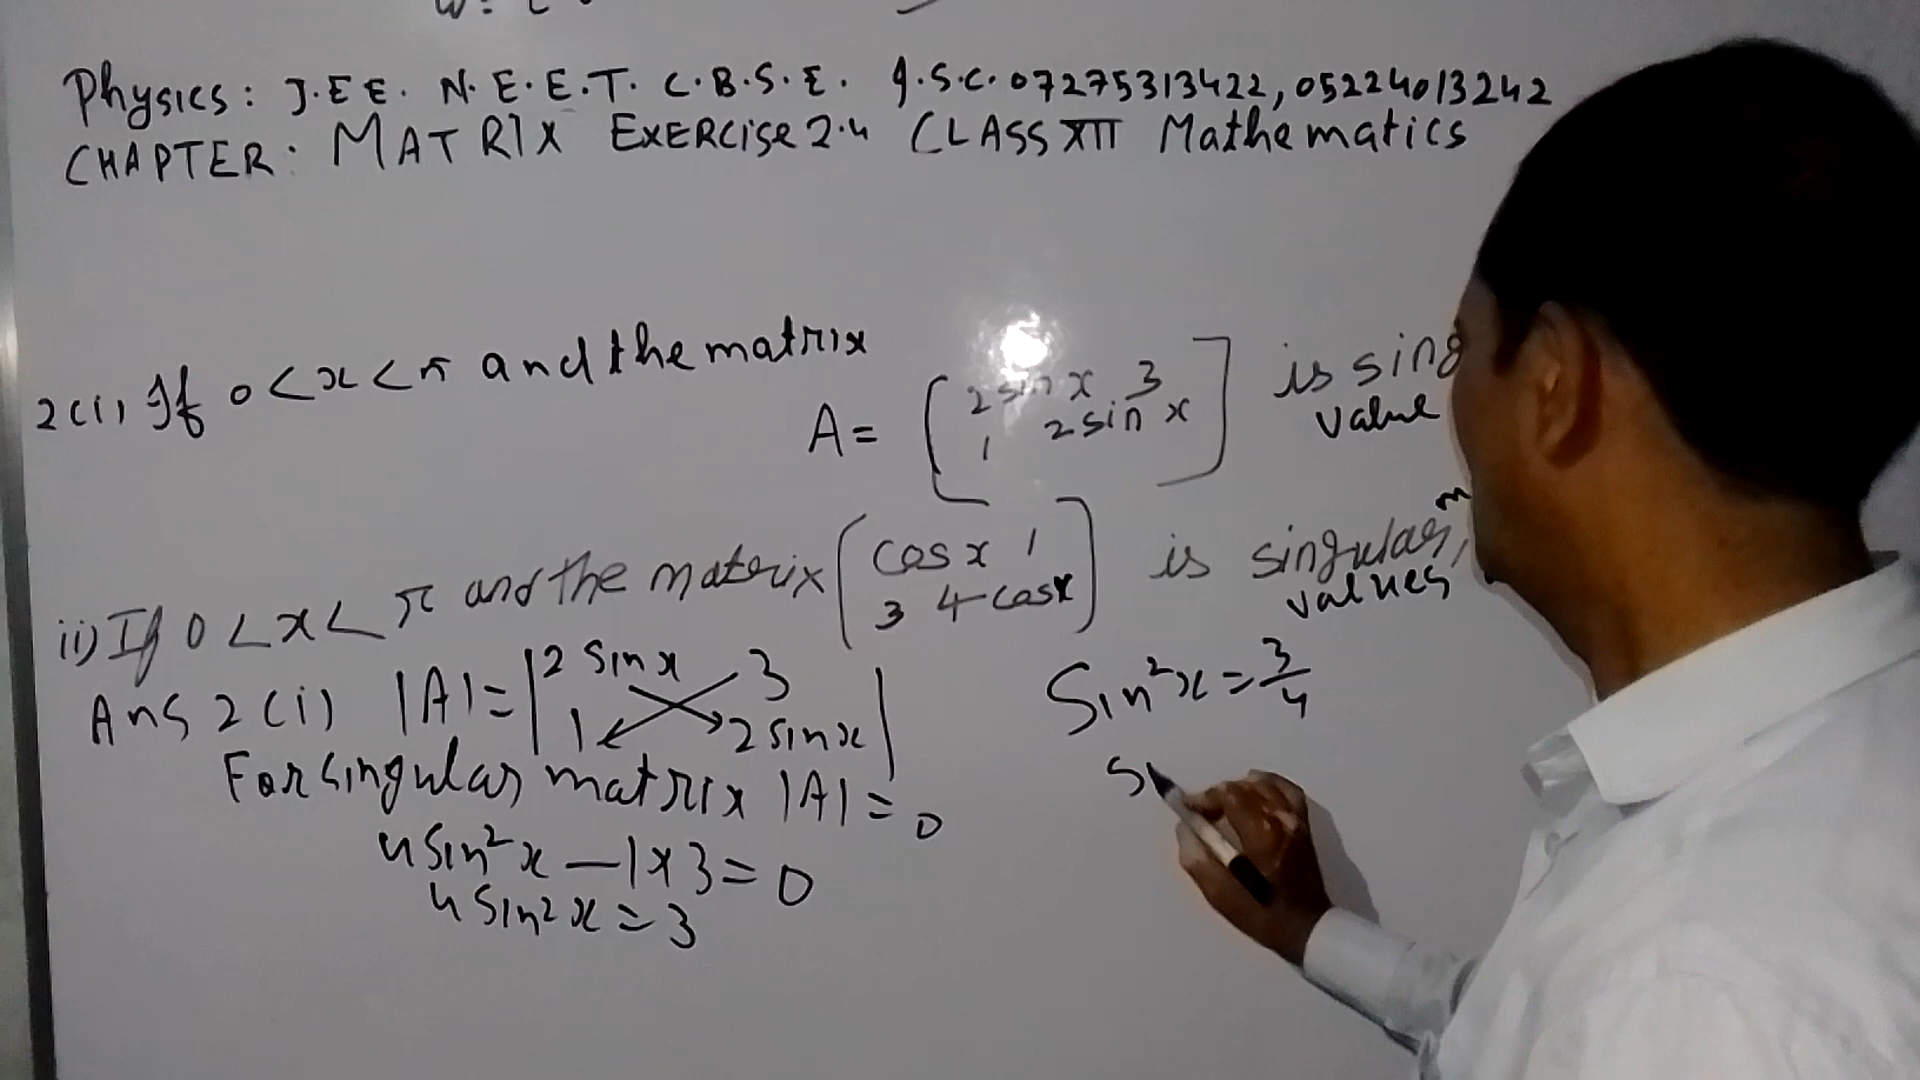 Physics: J.E E. N.E.E.T. C.B.S.E. I.S.C. 07275313422, 05224013242
CHAPTER: MATRIX EXERCISE 2.4 CLASS XII Mathematics
2(i) If 0 < x < π and the matrix
A = [ 2 sin x 3 ] is sing
1 2 sin x value
ii) If 0 < x < π and the matrix [ cos x 1 ] is singular,
3 4 cos x values
Ans 2 (i) |A| = | 2 sin x 3 |
1 2 sin x
For singular matrix |A| = 0
4 Sin² x − 1 x 3 = 0
4 Sin² x = 3
Sin² x = 3/4